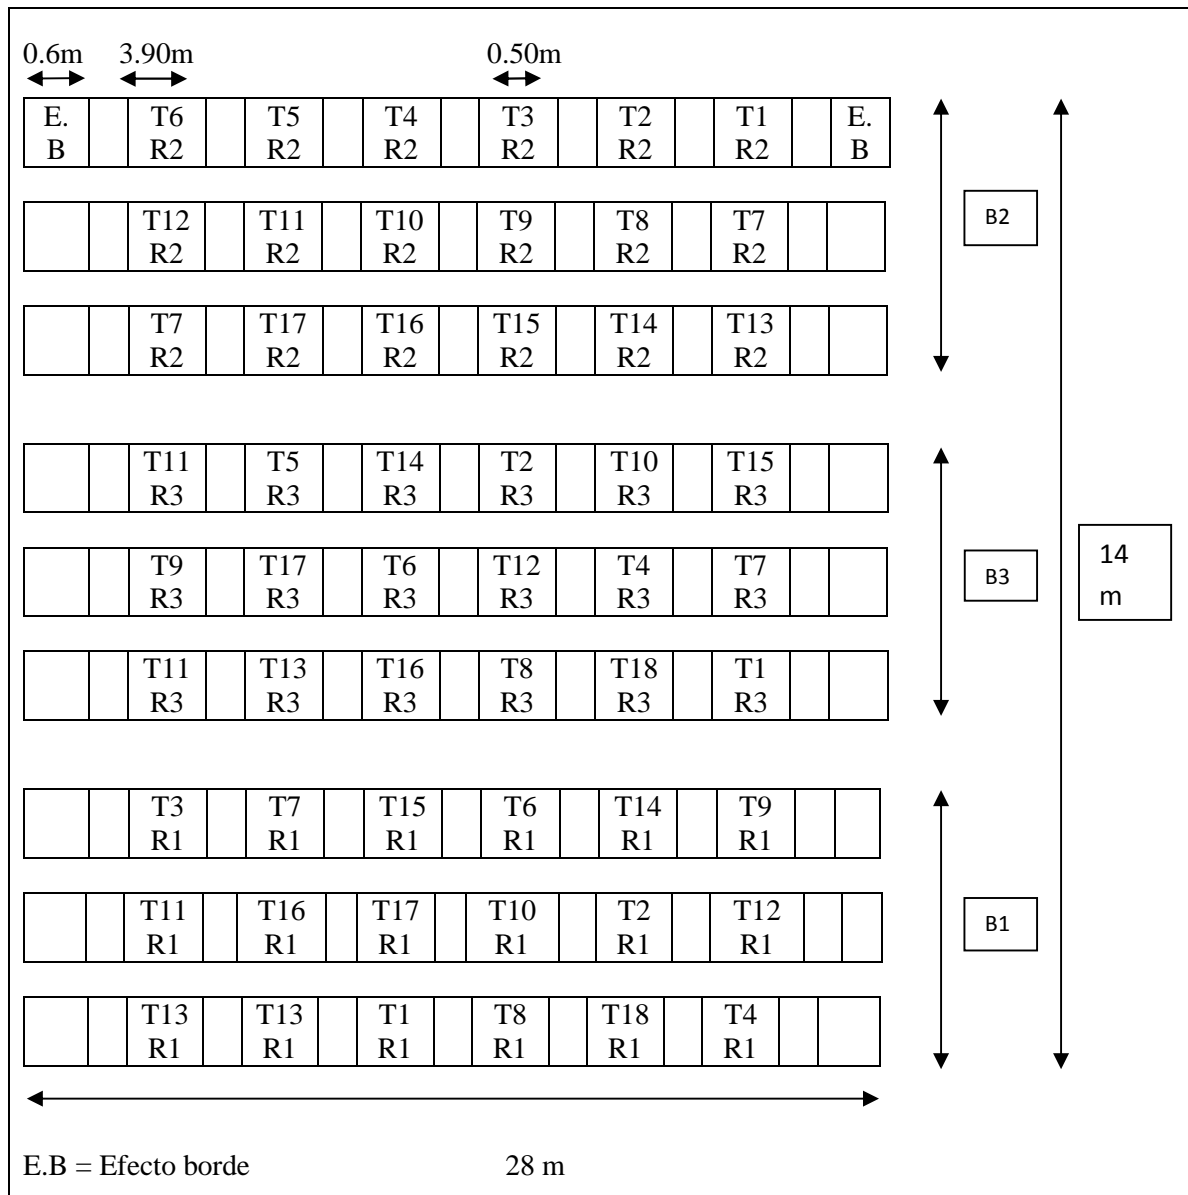 0.6m 3.90m 0.50m
E. T6 T5 T4 T3 T2 T1 E.
B R2 R2 R2 R2 R2 R2 B
B2
T12 T11 T10 T9 T8 T7
R2 R2 R2 R2 R2 R2
T7 T17 T16 T15 T14 T13
R2 R2 R2 R2 R2 R2
T11 T5 T14 T2 T10 T15
R3 R3 R3 R3 R3 R3
T9 T17 T6 T12 T4 T7
R3 R3 R3 R3 R3 R3
B3
14
m
T11 T13 T16 T8 T18 T1
R3 R3 R3 R3 R3 R3
T3 T7 T15 T6 T14 T9
R1 R1 R1 R1 R1 R1
T11 T16 T17 T10 T2 T12
R1 R1 R1 R1 R1 R1
B1
T13 T13 T1 T8 T18 T4
R1 R1 R1 R1 R1 R1
E.B = Efecto borde 28 m